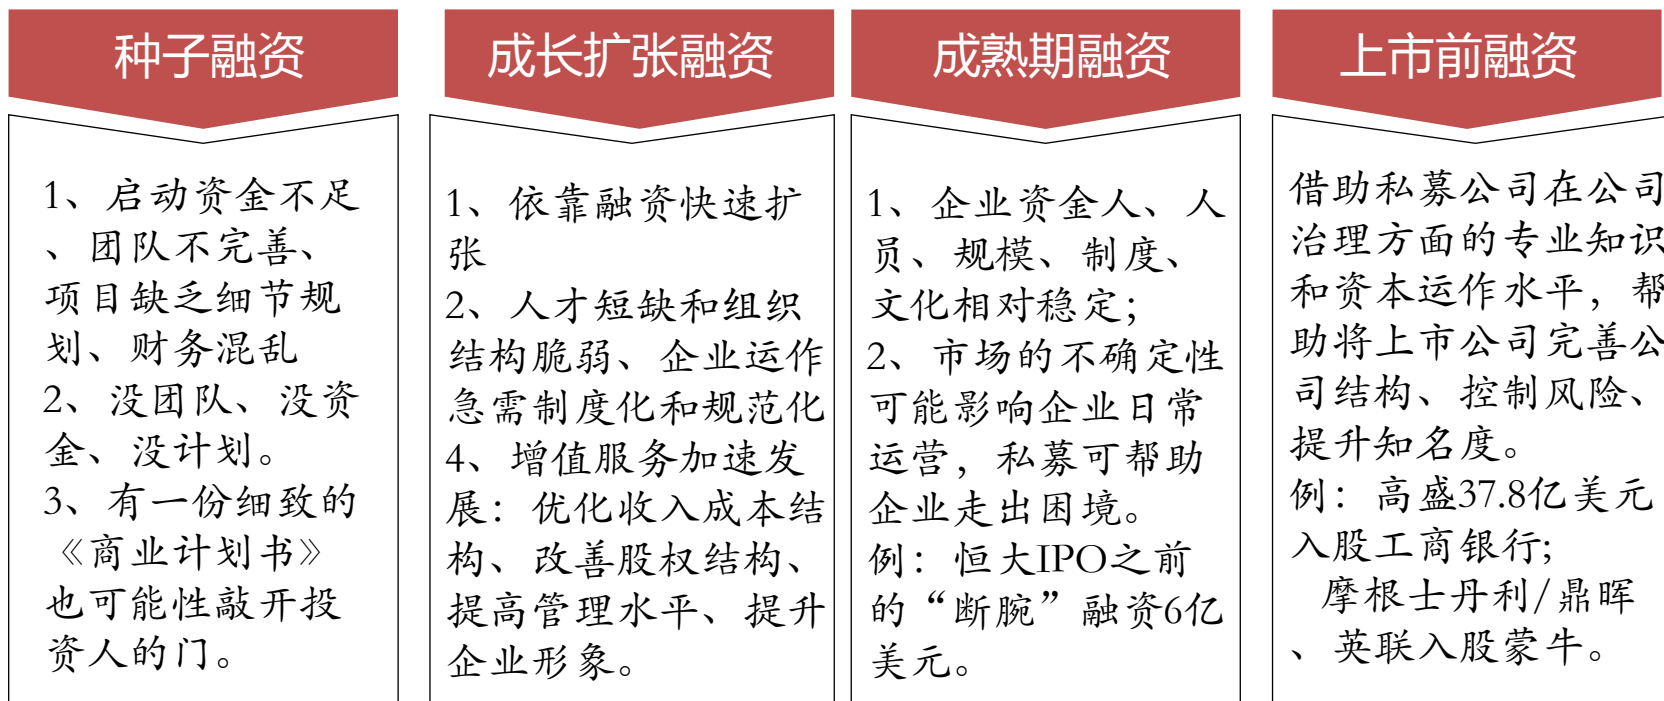 种子融资
1、启动资金不足
、团队不完善、
项目缺乏细节规
划、财务混乱
2、没团队、没资
金、没计划。
3、有一份细致的
《商业计划书》
也可能性敲开投
资人的门。
成长扩张融资
1、依靠融资快速扩
张
2、人才短缺和组织
结构脆弱、企业运作
急需制度化和规范化
4、增值服务加速发
展：优化收入成本结
构、改善股权结构、
提高管理水平、提升
企业形象。
成熟期融资
1、企业资金人、人
员、规模、制度、
文化相对稳定；
2、市场的不确定性
可能影响企业日常
运营，私募可帮助
企业走出困境。
例：恒大IPO之前
的“断腕”融资6亿
美元。
上市前融资
借助私募公司在公司
治理方面的专业知识
和资本运作水平，帮
助将上市公司完善公
司结构、控制风险、
提升知名度。
例：高盛37.8亿美元
入股工商银行;
摩根士丹利/鼎晖
、英联入股蒙牛。